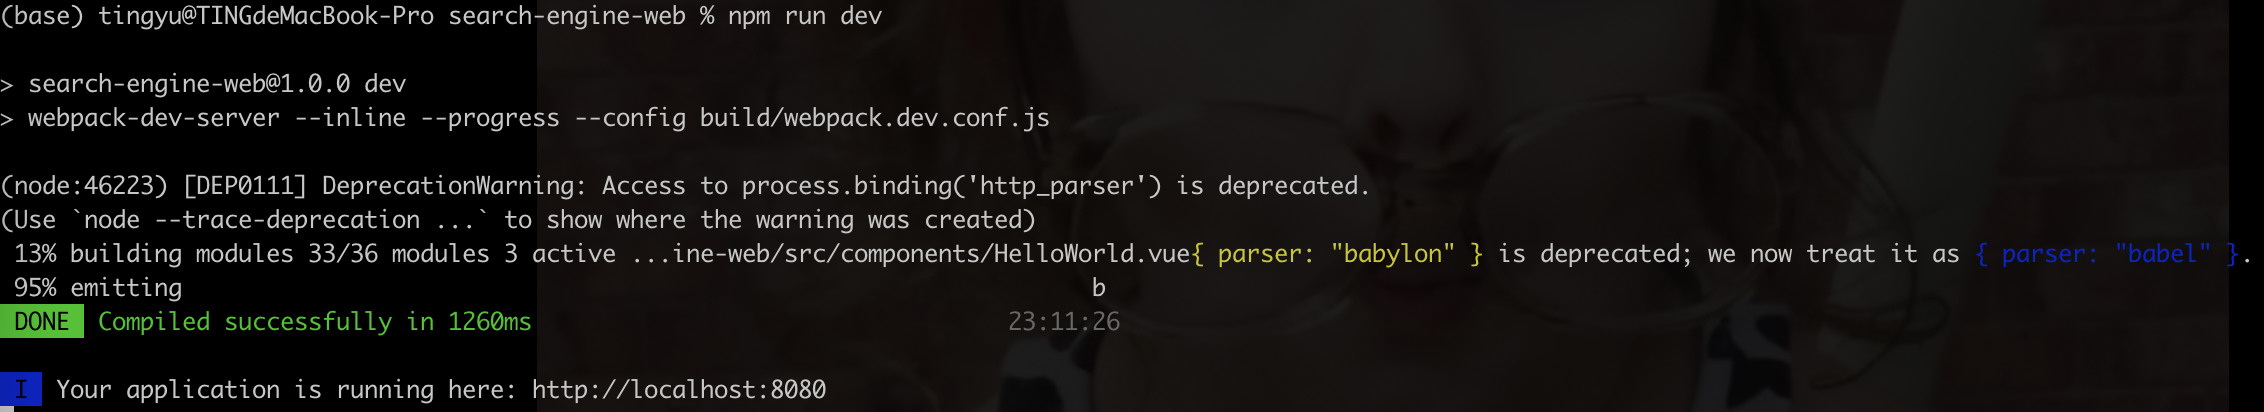 (base) tingyu@TINGdeMacBook-Pro search-engine-web % npm run dev
> search-engine-web@1.0.0 dev
> webpack-dev-server --inline --progress --config build/webpack.dev.conf.js
(node:46223) [DEP0111] DeprecationWarning: Access to process.binding('http_parser') is deprecated.
(Use `node --trace-deprecation ...` to show where the warning was created)
13% building modules 33/36 modules 3 active ...ine-web/src/components/HelloWorld.vue{ parser: "babylon" } is deprecated; we now treat it as { parser: "babel" }.
95% emitting b
DONE Compiled successfully in 1260ms 23:11:26
I Your application is running here: http://localhost:8080